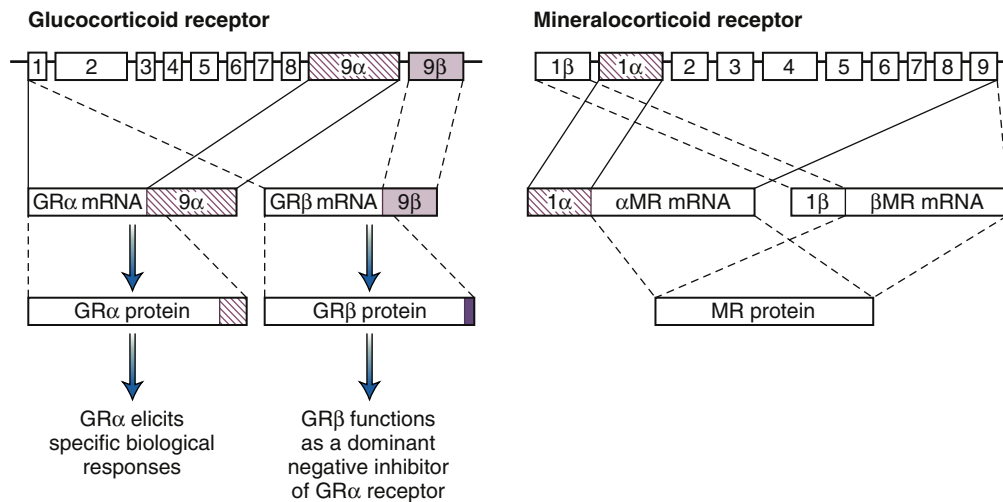 Glucocorticoid receptor
1 2 3 4 5 6 7 8 9α 9β
GRα mRNA 9α
GRβ mRNA 9β
GRα protein
GRβ protein
GRα elicits
specific biological
responses
GRβ functions
as a dominant
negative inhibitor
of GRα receptor
Mineralocorticoid receptor
1β 1α 2 3 4 5 6 7 8 9
1α αMR mRNA
1β βMR mRNA
MR protein